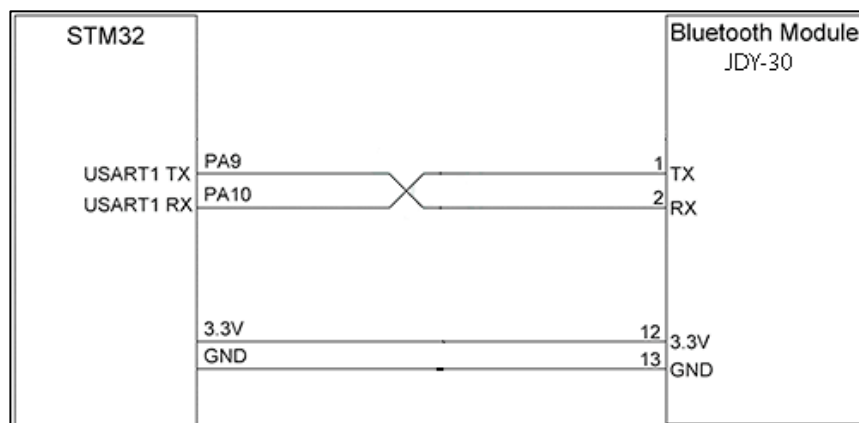 STM32
Bluetooth Module
JDY-30
USART1 TX PA9 1 TX
USART1 RX PA10 2 RX
3.3V 12 3.3V
GND 13 GND